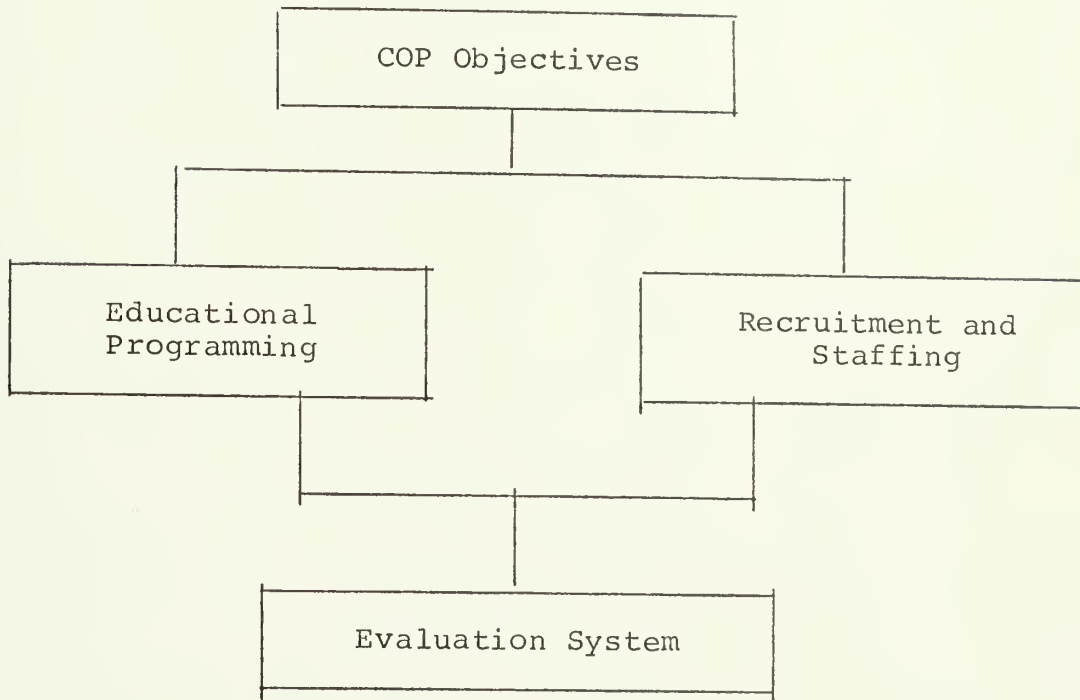 COP Objectives
Educational
Programming
Recruitment and
Staffing
Evaluation System